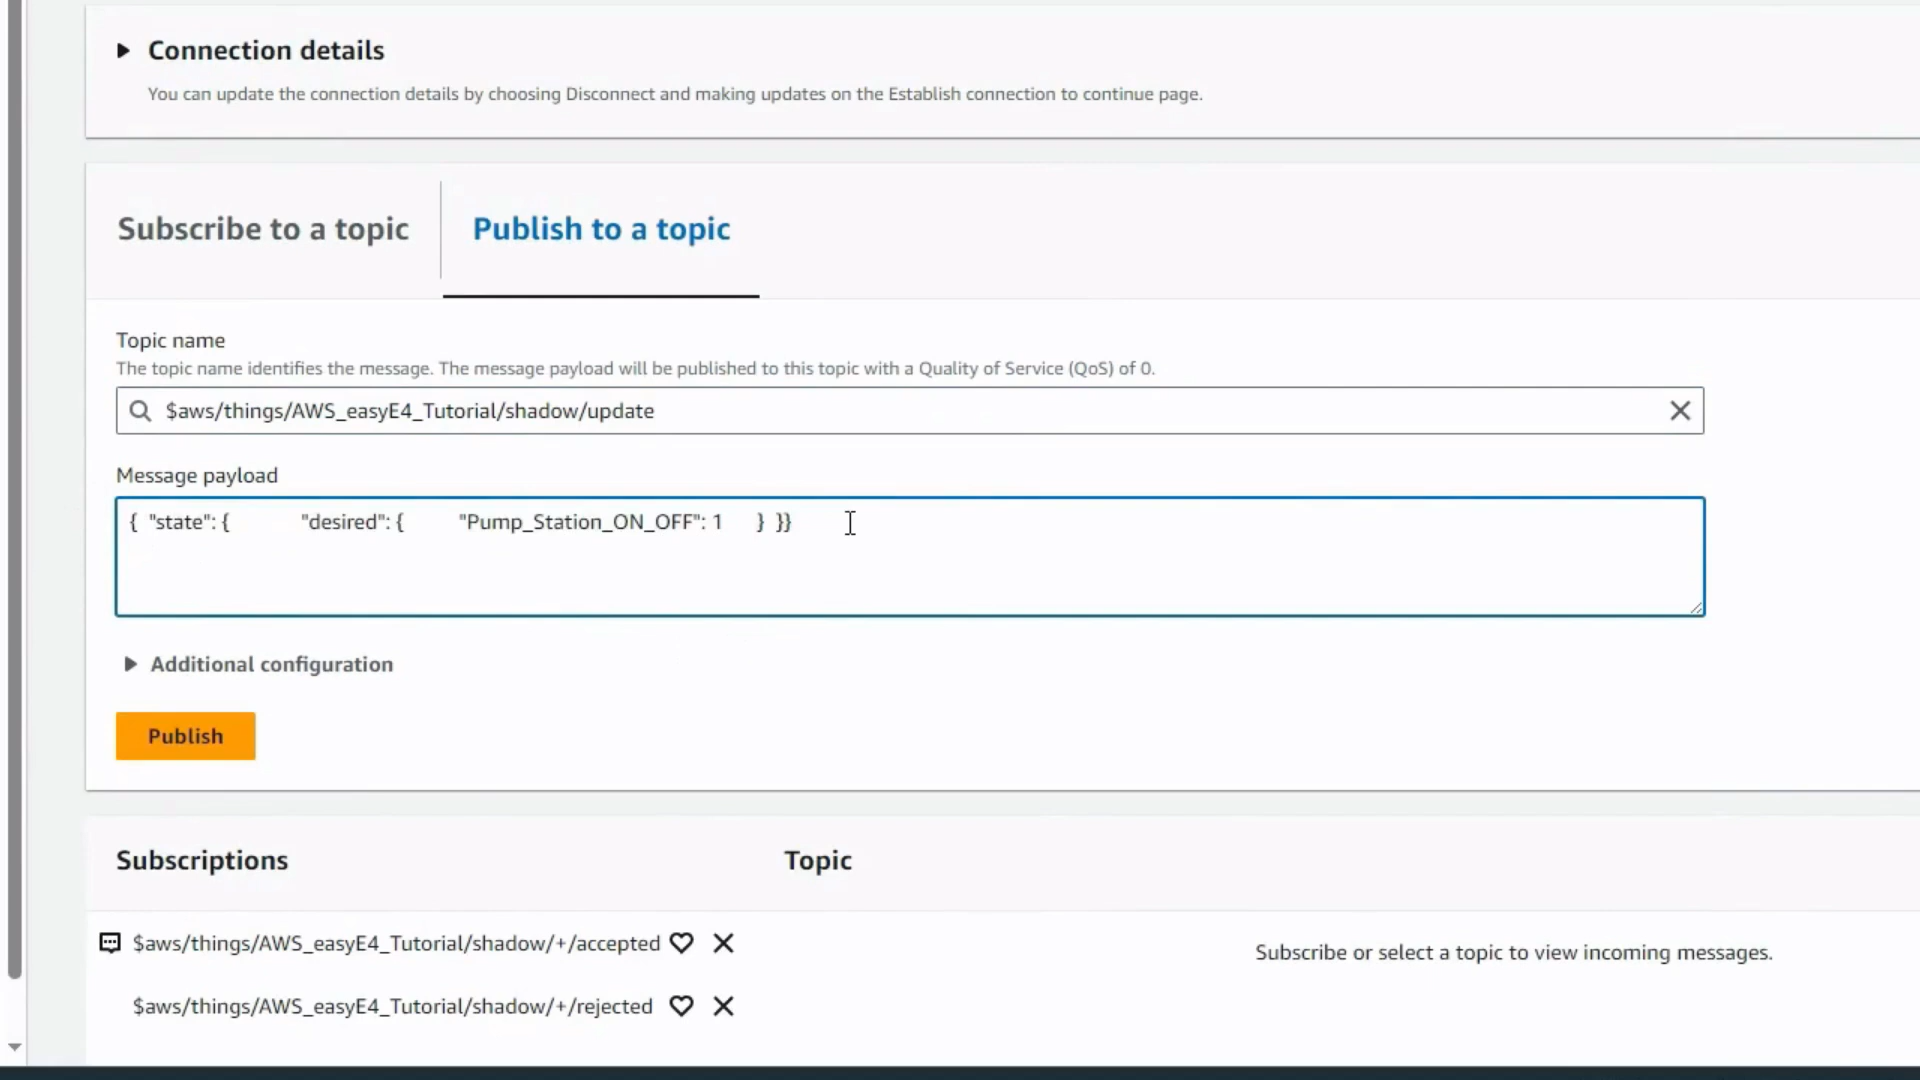 Connection details
You can update the connection details by choosing Disconnect and making updates on the Establish connection to continue page.
Subscribe to a topic
Publish to a topic
Topic name
The topic name identifies the message. The message payload will be published to this topic with a Quality of Service (QoS) of 0.
$aws/things/AWS_easyE4_Tutorial/shadow/update
Message payload
{ "state": { "desired": { "Pump_Station_ON_OFF": 1 } }}
Additional configuration
Publish
Subscriptions
Topic
$aws/things/AWS_easyE4_Tutorial/shadow/+/accepted
Subscribe or select a topic to view incoming messages.
$aws/things/AWS_easyE4_Tutorial/shadow/+/rejected